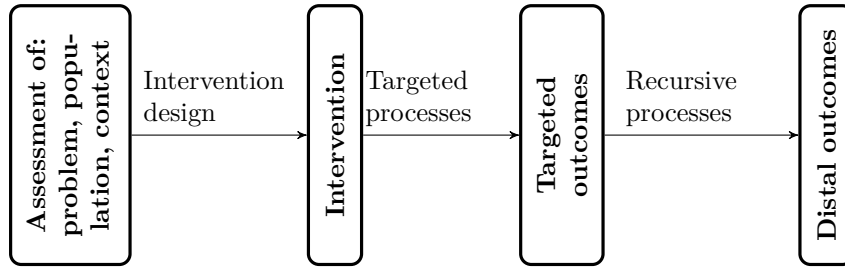 Assessment of:
problem, popu-
lation, context
Intervention
design
Intervention
Targeted
processes
Targeted
outcomes
Recursive
processes
Distal outcomes